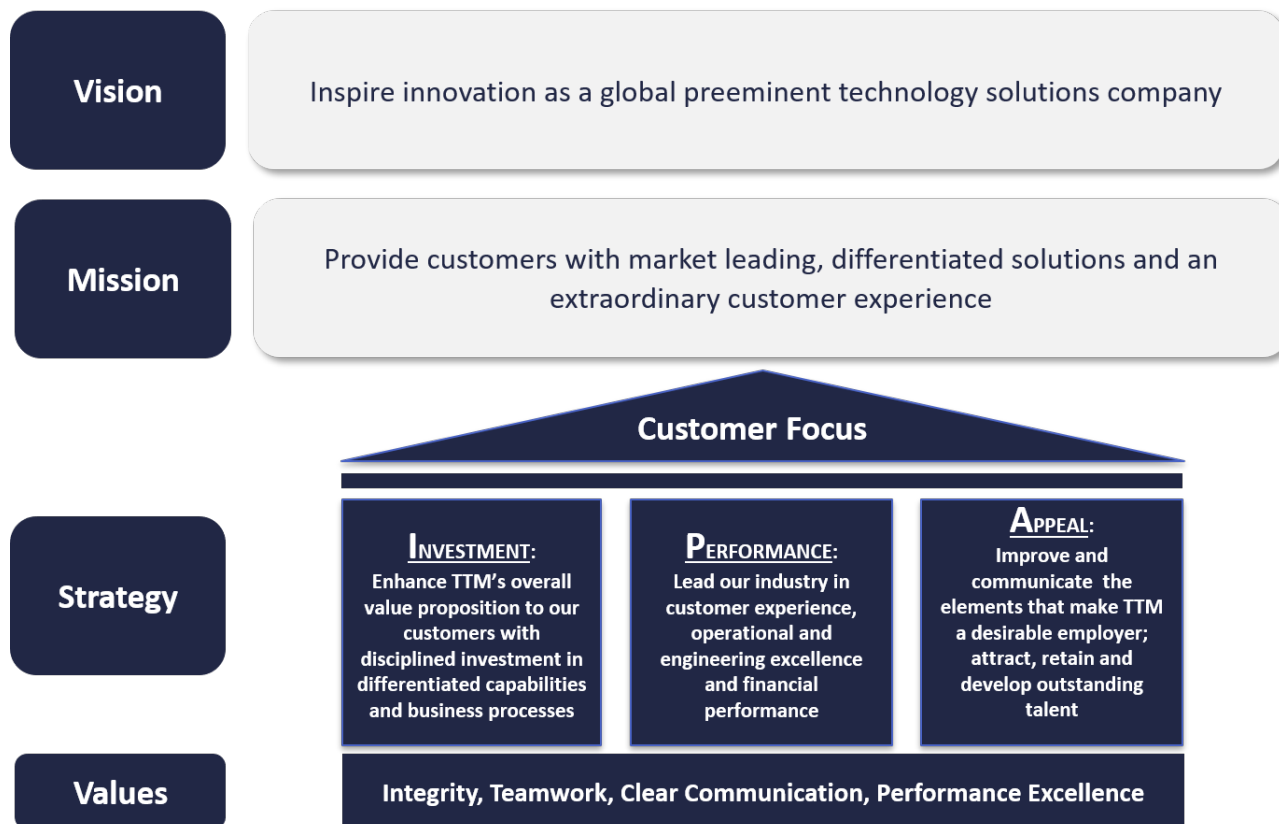 Vision
Inspire innovation as a global preeminent technology solutions company
Mission
Provide customers with market leading, differentiated solutions and an
extraordinary customer experience
Customer Focus
Strategy
INVESTMENT:
Enhance TTM’s overall
value proposition to our
customers with
disciplined investment in
differentiated capabilities
and business processes
PERFORMANCE:
Lead our industry in
customer experience,
operational and
engineering excellence
and financial
performance
APPEAL:
Improve and
communicate the
elements that make TTM
a desirable employer;
attract, retain and
develop outstanding
talent
Values
Integrity, Teamwork, Clear Communication, Performance Excellence